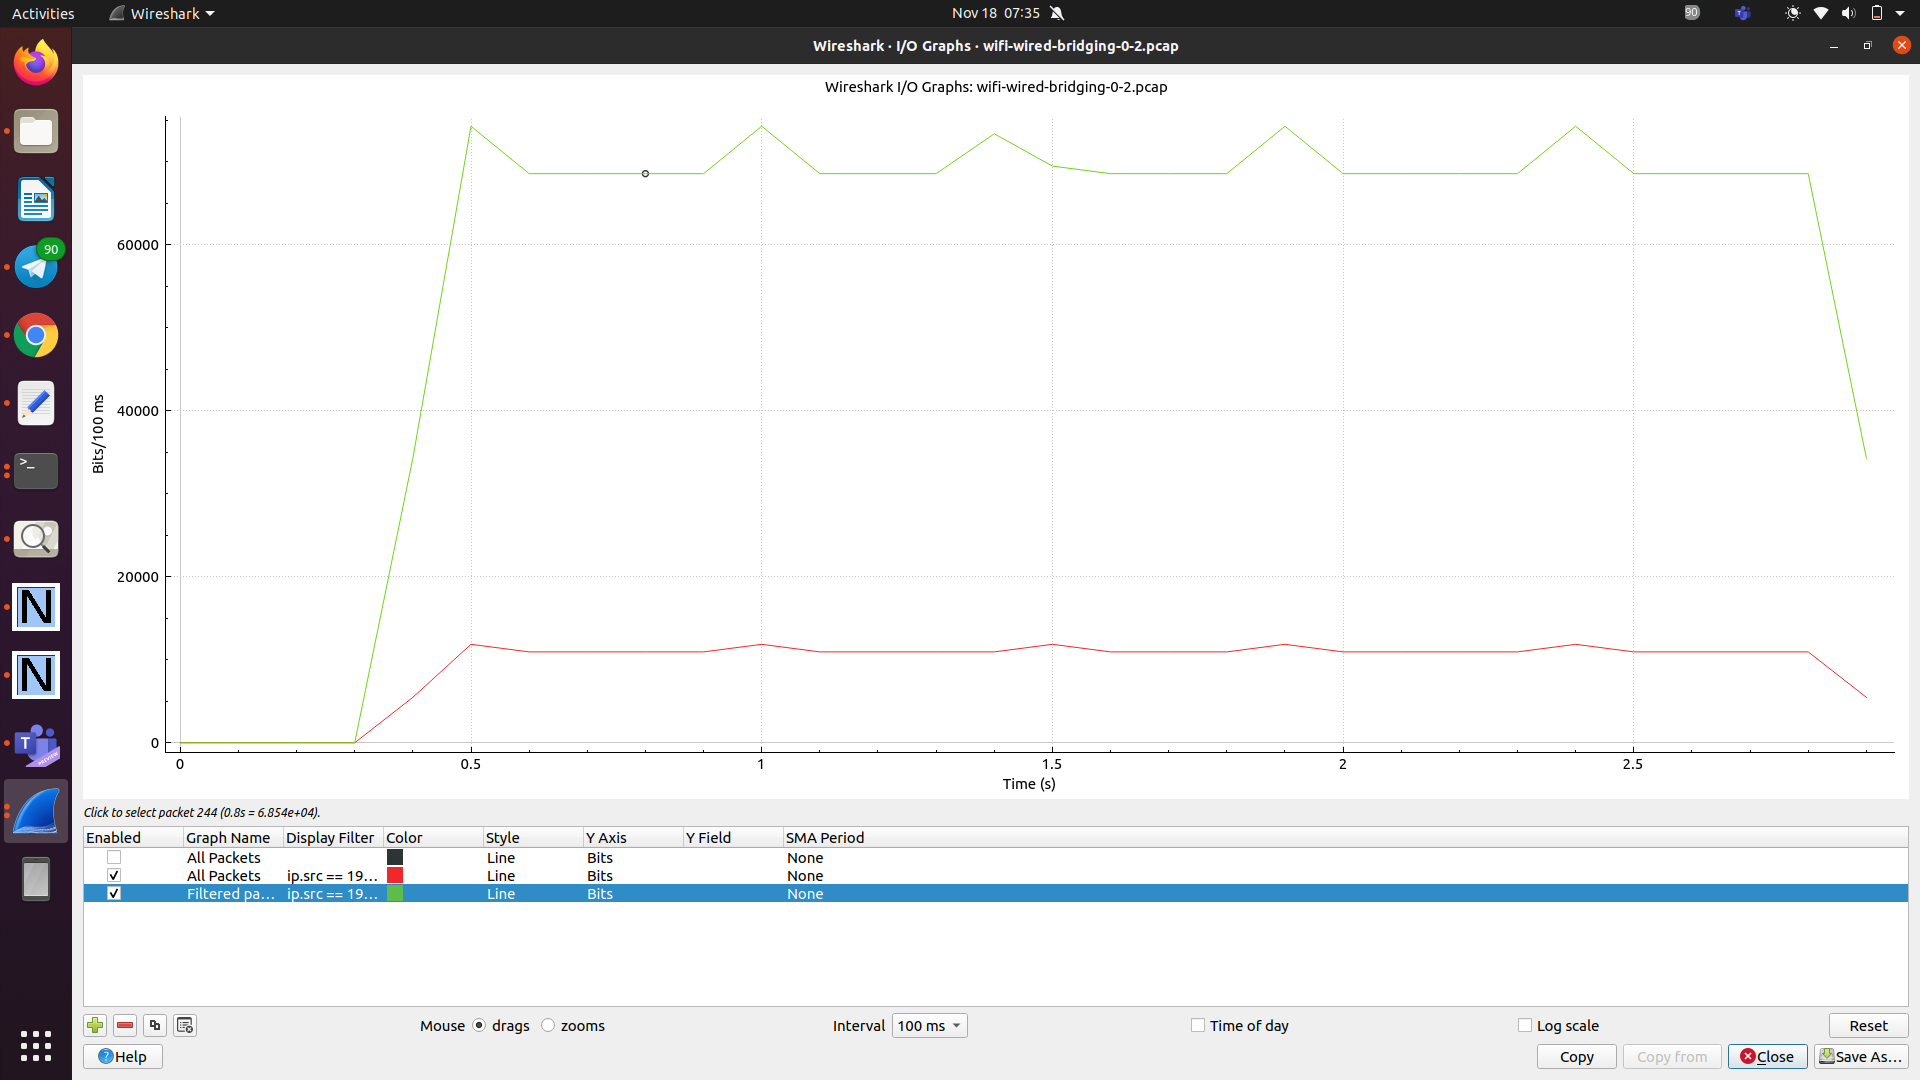 Activities Wireshark Nov 18 07:35 90
Wireshark · I/O Graphs · wifi-wired-bridging-0-2.pcap
Wireshark I/O Graphs: wifi-wired-bridging-0-2.pcap
90
60000
40000
20000
0
Bits/100 ms
0 0.5 1 1.5 2 2.5
Time (s)
>_
N
N
T
PREVIEW
Click to select packet 244 (0.8s = 6.854e+04).
Enabled Graph Name Display Filter Color Style Y Axis Y Field SMA Period
All Packets Line Bits None
All Packets ip.src == 19… Line Bits None
Filtered pa… ip.src == 19… Line Bits None
Mouse drags zooms Interval 100 ms Time of day Log scale Reset
Help Copy Copy from Close Save As…